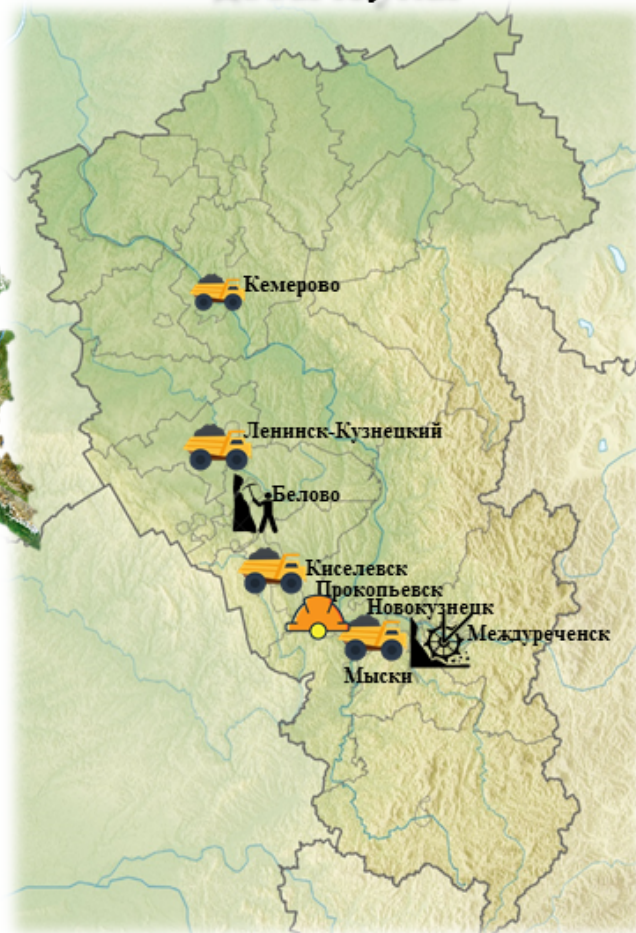 Кемерово
Ленинск-Кузнецкий
Белово
Киселевск
Прокопьевск
Новокузнецк
Междуреченск
Мыски